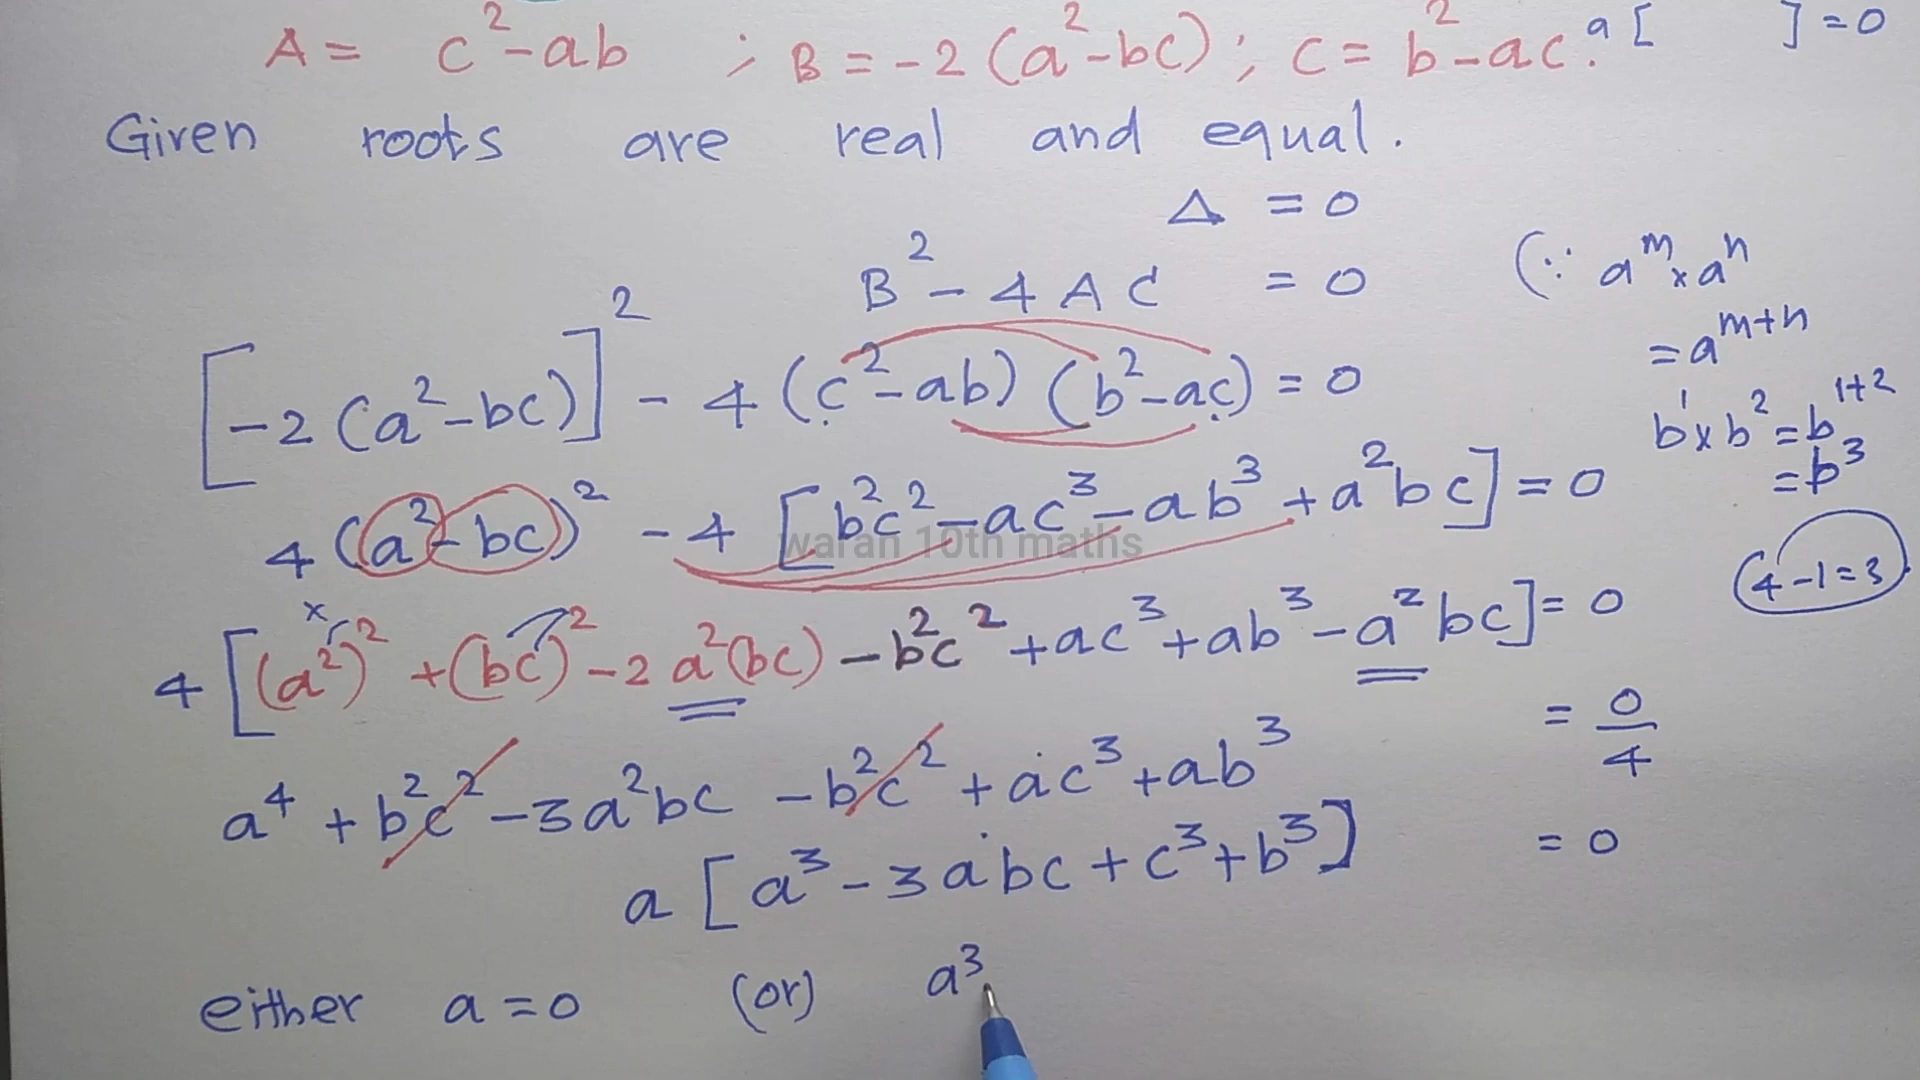 A = c²-ab ; B = -2 (a²-bc) ; C = b²-ac.
a [ ] = 0
Given roots are real and equal.
Δ = 0
B² - 4AC = 0
(∵ aᵐ × aⁿ
= aᵐ⁺ⁿ
[-2 (a²-bc)]² - 4 (c²-ab) (b²-ac) = 0
b¹ × b² = b¹⁺²
= b³
4 (a²-bc)² - 4 [b²c² - ac³ - ab³ + a²bc] = 0
waran 10th maths
(4-1=3)
4 [(a²)² + (bc)² - 2 a²(bc) - b²c² + ac³ + ab³ - a²bc] = 0
×
a⁴ + b²c² - 3a²bc - b²c² + ac³ + ab³ = 0/4
a [a³ - 3abc + c³ + b³] = 0
either a = 0 (or) a³